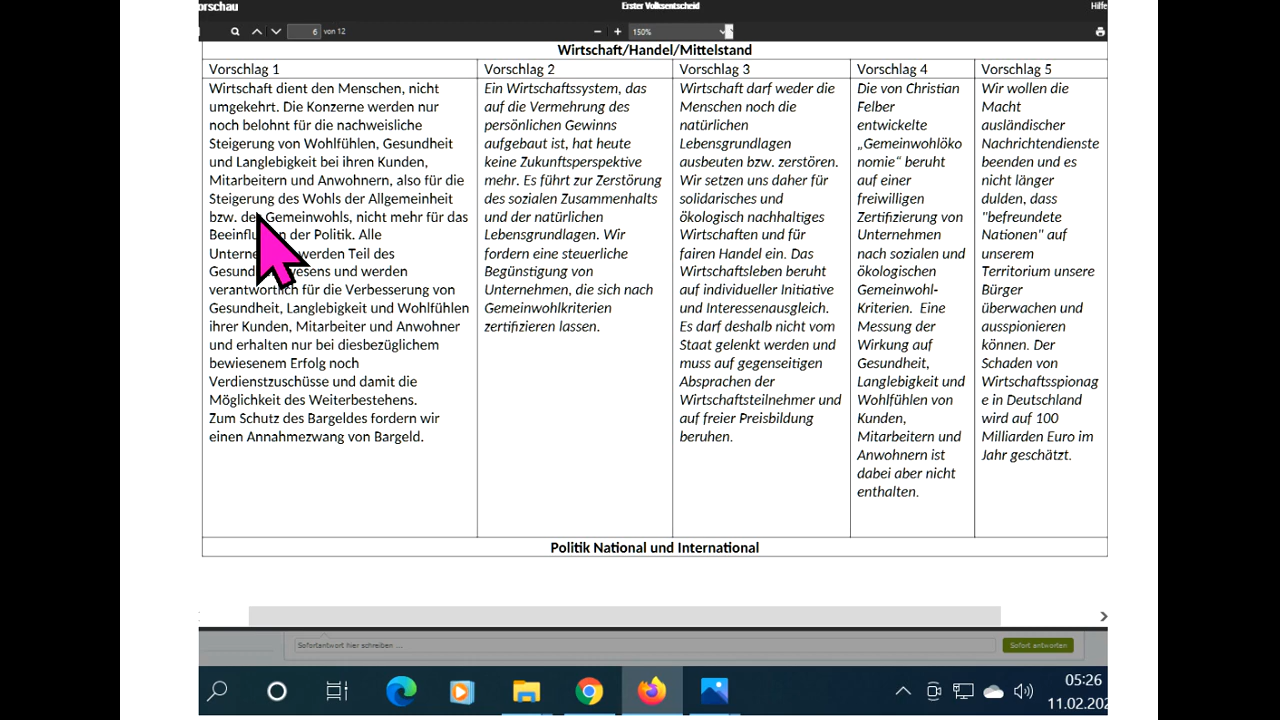 orschau
Erster Volksentscheid
Hilfe
6 von 12
150%
Wirtschaft/Handel/Mittelstand
Vorschlag 1
Wirtschaft dient den Menschen, nicht
umgekehrt. Die Konzerne werden nur
noch belohnt für die nachweisliche
Steigerung von Wohlfühlen, Gesundheit
und Langlebigkeit bei ihren Kunden,
Mitarbeitern und Anwohnern, also für die
Steigerung des Wohls der Allgemeinheit
bzw. des Gemeinwohls, nicht mehr für das
der Politik. Alle
werden Teil des
und werden
verantwortlich für die Verbesserung von
Gesundheit, Langlebigkeit und Wohlfühlen
ihrer Kunden, Mitarbeiter und Anwohner
und erhalten nur bei diesbezüglichem
bewiesenem Erfolg noch
Verdienstzuschüsse und damit die
Möglichkeit des Weiterbestehens.
Zum Schutz des Bargeldes fordern wir
einen Annahmezwang von Bargeld.
Vorschlag 2
Ein Wirtschaftssystem, das
auf die Vermehrung des
persönlichen Gewinns
aufgebaut ist, hat heute
keine Zukunftsperspektive
mehr. Es führt zur Zerstörung
des sozialen Zusammenhalts
und der natürlichen
Lebensgrundlagen. Wir
fordern eine steuerliche
Begünstigung von
Unternehmen, die sich nach
Gemeinwohlkriterien
zertifizieren lassen.
Vorschlag 3
Wirtschaft darf weder die
Menschen noch die
natürlichen
Lebensgrundlagen
ausbeuten bzw. zerstören.
Wir setzen uns daher für
solidarisches und
ökologisch nachhaltiges
Wirtschaften und für
fairen Handel ein. Das
Wirtschaftsleben beruht
auf individueller Initiative
und Interessenausgleich.
Es darf deshalb nicht vom
Staat gelenkt werden und
muss auf gegenseitigen
Absprachen der
Wirtschaftsteilnehmer und
auf freier Preisbildung
beruhen.
Vorschlag 4
Die von Christian
Felber
entwickelte
„Gemeinwohlöko
nomie“ beruht
auf einer
freiwilligen
Zertifizierung von
Unternehmen
nach sozialen und
ökologischen
Gemeinwohl-
Kriterien. Eine
Messung der
Wirkung auf
Gesundheit,
Langlebigkeit und
Wohlfühlen von
Kunden,
Mitarbeitern und
Anwohnern ist
dabei aber nicht
enthalten.
Vorschlag 5
Wir wollen die
Macht
ausländischer
Nachrichtendienste
beenden und es
nicht länger
dulden, dass
"befreundete
Nationen" auf
unserem
Territorium unsere
Bürger
überwachen und
ausspionieren
können. Der
Schaden von
Wirtschaftsspionag
e in Deutschland
wird auf 100
Milliarden Euro im
Jahr geschätzt.
Politik National und International
Sofortantwort hier schreiben ...
Sofort antworten
05:26
11.02.202